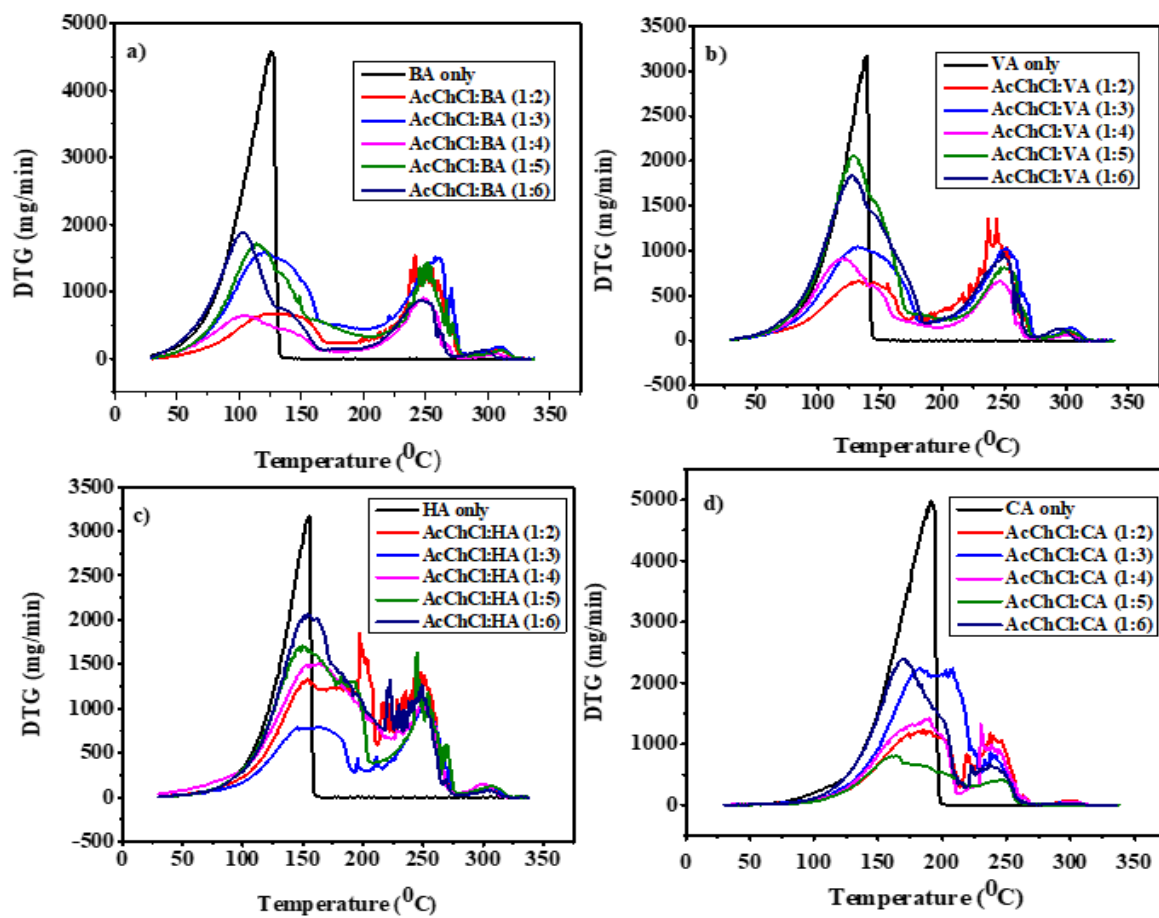 a)
5000
4000
3000
2000
1000
0
DTG (mg/min)
BA only
AcChCl:BA (1:2)
AcChCl:BA (1:3)
AcChCl:BA (1:4)
AcChCl:BA (1:5)
AcChCl:BA (1:6)
0 50 100 150 200 250 300 350
Temperature (⁰C)
b)
3500
3000
2500
2000
1500
1000
500
0
-500
DTG (mg/min)
VA only
AcChCl:VA (1:2)
AcChCl:VA (1:3)
AcChCl:VA (1:4)
AcChCl:VA (1:5)
AcChCl:VA (1:6)
0 50 100 150 200 250 300 350
Temperature (⁰C)
c)
3500
3000
2500
2000
1500
1000
500
0
-500
DTG (mg/min)
HA only
AcChCl:HA (1:2)
AcChCl:HA (1:3)
AcChCl:HA (1:4)
AcChCl:HA (1:5)
AcChCl:HA (1:6)
0 50 100 150 200 250 300 350
Temperature (⁰C)
d)
5000
4000
3000
2000
1000
0
DTG (mg/min)
CA only
AcChCl:CA (1:2)
AcChCl:CA (1:3)
AcChCl:CA (1:4)
AcChCl:CA (1:5)
AcChCl:CA (1:6)
0 50 100 150 200 250 300 350
Temperature (⁰C)